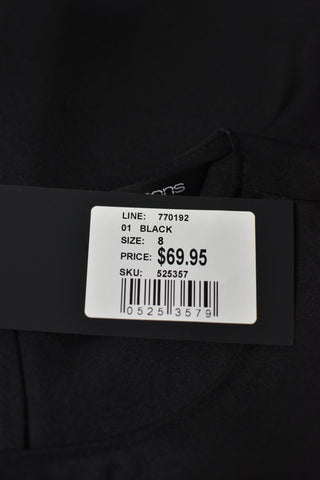 LINE: 770192
01 BLACK
SIZE: 8
PRICE: $69.95
SKU: 525357
0525 3579